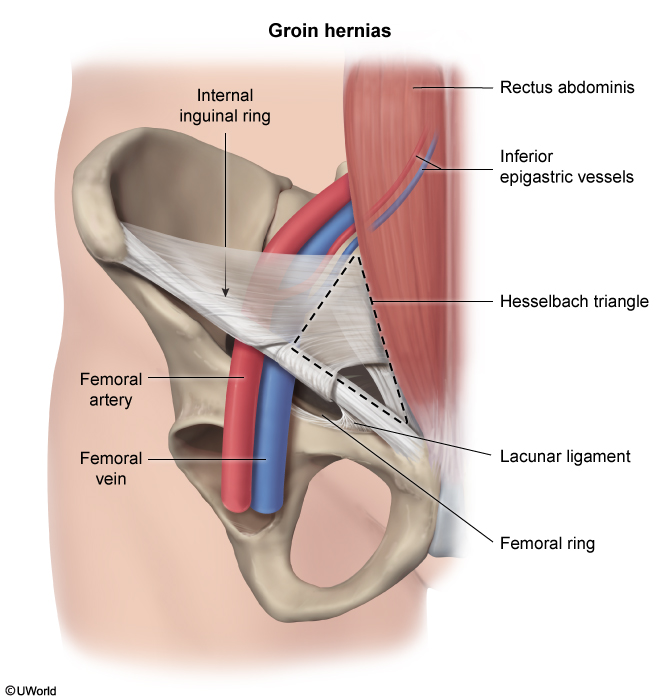 Groin hernias
Internal
inguinal ring
Rectus abdominis
Inferior
epigastric vessels
Hesselbach triangle
Femoral
artery
Femoral
vein
Lacunar ligament
Femoral ring
©UWorld